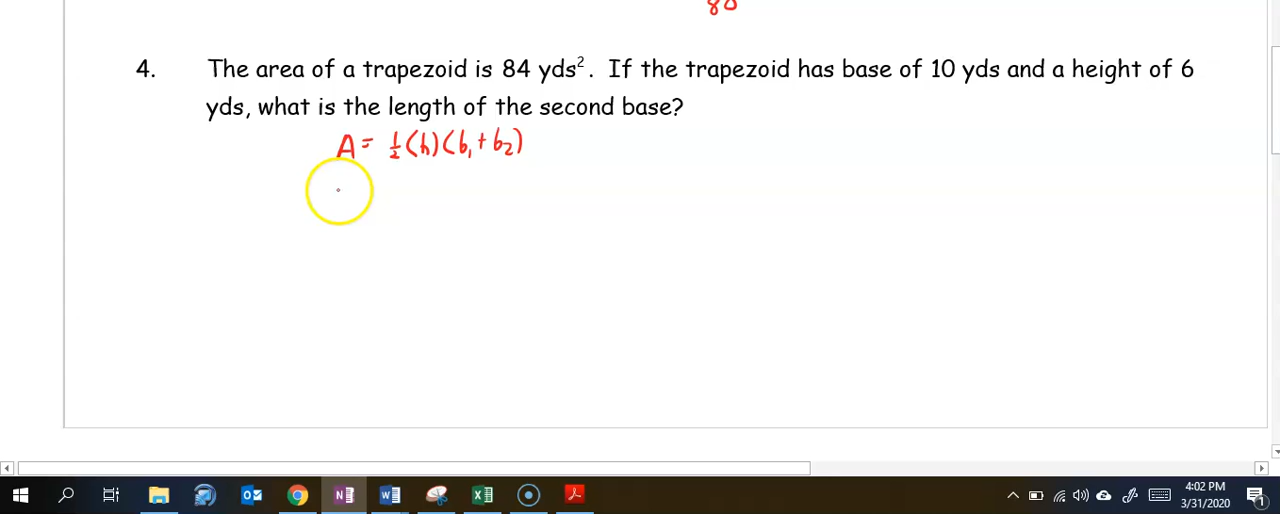 80
4. The area of a trapezoid is 84 yds². If the trapezoid has base of 10 yds and a height of 6
yds, what is the length of the second base?
A = ½(h)(b₁ + b₂)
4:02 PM
3/31/2020